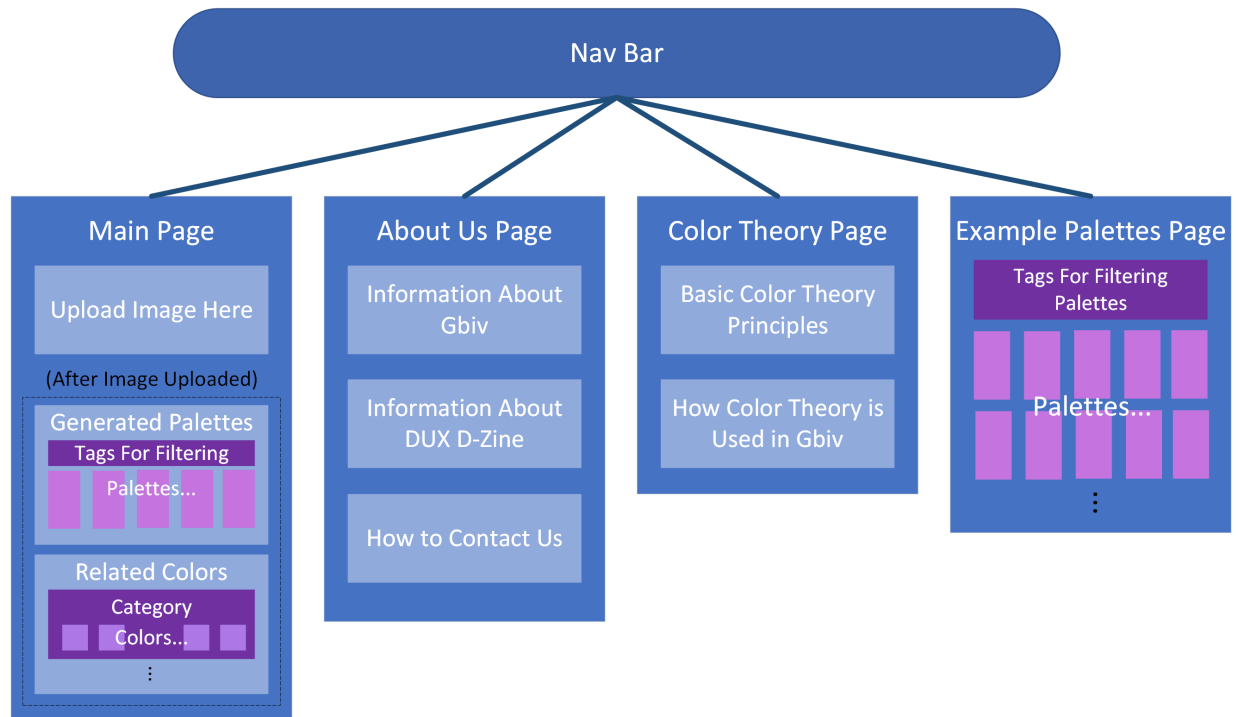 Nav Bar
Main Page
Upload Image Here
(After Image Uploaded)
Generated Palettes
Tags For Filtering
Palettes...
Related Colors
Category
Colors...
About Us Page
Information About
Gbiv
Information About
DUX D-Zine
How to Contact Us
Color Theory Page
Basic Color Theory
Principles
How Color Theory is
Used in Gbiv
Example Palettes Page
Tags For Filtering
Palettes
Palettes...